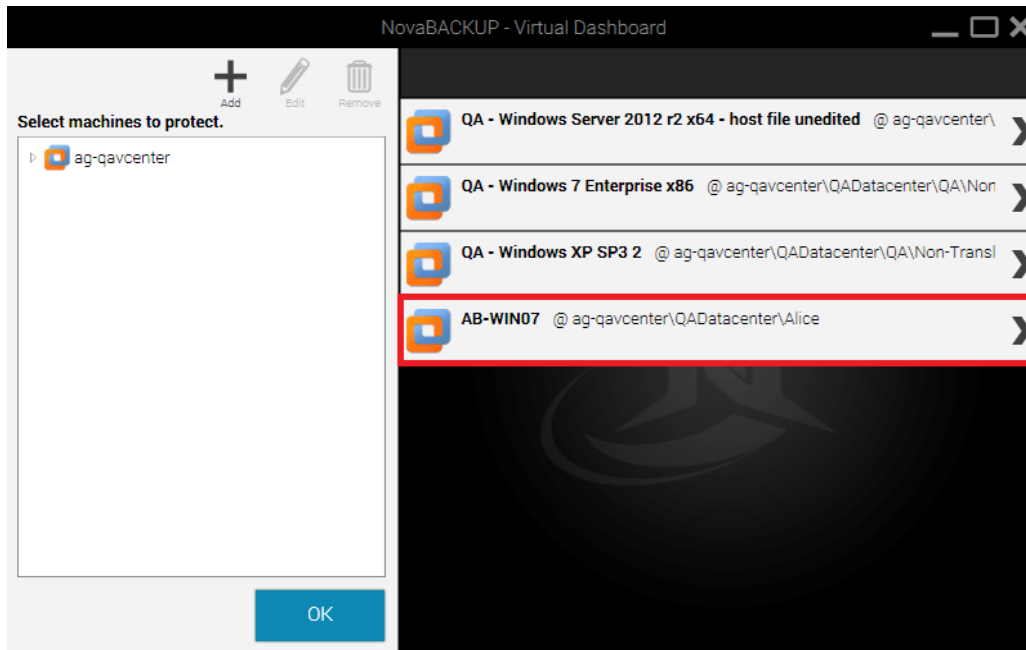 NovaBACKUP - Virtual Dashboard
Add Edit Remove
Select machines to protect.
ag-qavcenter
OK
QA - Windows Server 2012 r2 x64 - host file unedited @ ag-qavcenter\
QA - Windows 7 Enterprise x86 @ ag-qavcenter\QADatacenter\QA\Non
QA - Windows XP SP3 2 @ ag-qavcenter\QADatacenter\QA\Non-Transl
AB-WIN07 @ ag-qavcenter\QADatacenter\Alice